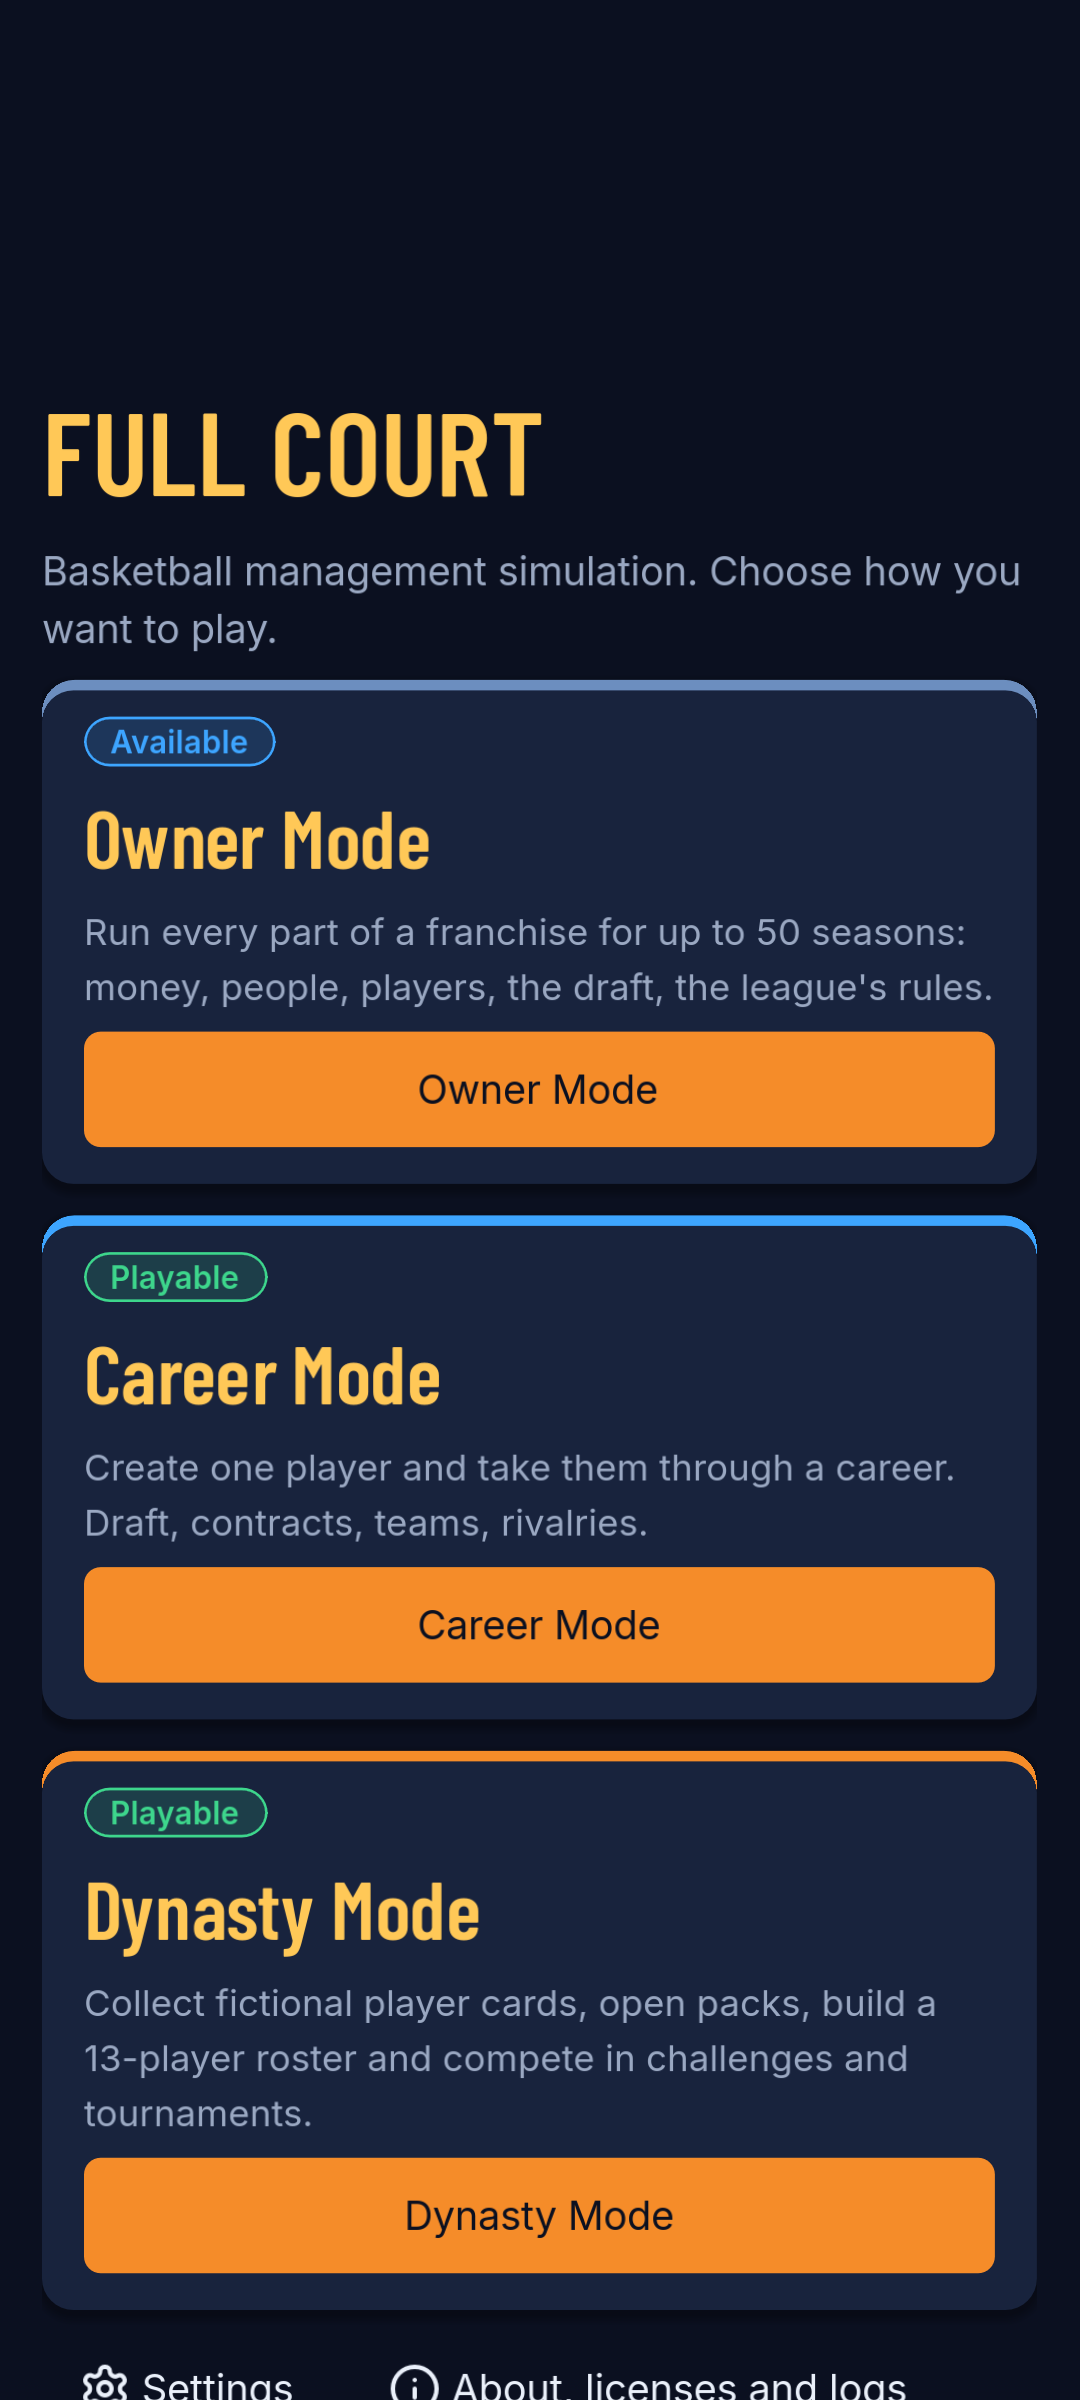 FULL COURT
Basketball management simulation. Choose how you
want to play.
Available
Owner Mode
Run every part of a franchise for up to 50 seasons:
money, people, players, the draft, the league's rules.
Owner Mode
Playable
Career Mode
Create one player and take them through a career.
Draft, contracts, teams, rivalries.
Career Mode
Playable
Dynasty Mode
Collect fictional player cards, open packs, build a
13-player roster and compete in challenges and
tournaments.
Dynasty Mode
Settings About, licenses and logs